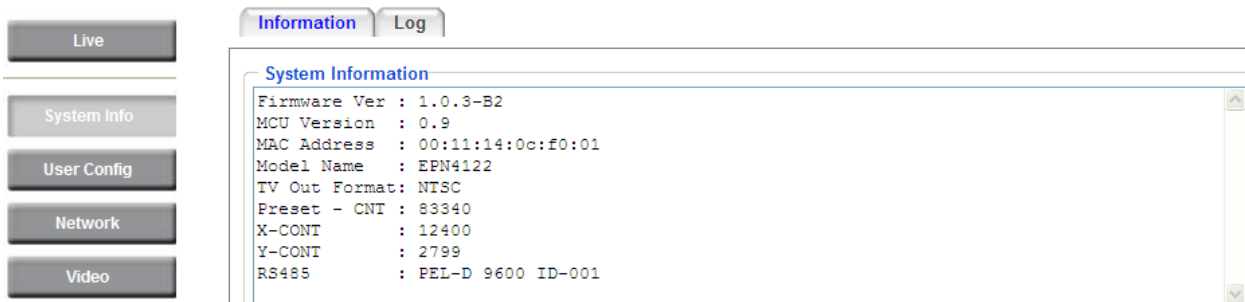 Live
System Info
User Config
Network
Video
Information
Log
System Information
Firmware Ver : 1.0.3-B2
MCU Version : 0.9
MAC Address : 00:11:14:0c:f0:01
Model Name : EPN4122
TV Out Format: NTSC
Preset - CNT : 83340
X-CONT : 12400
Y-CONT : 2799
RS485 : PEL-D 9600 ID-001